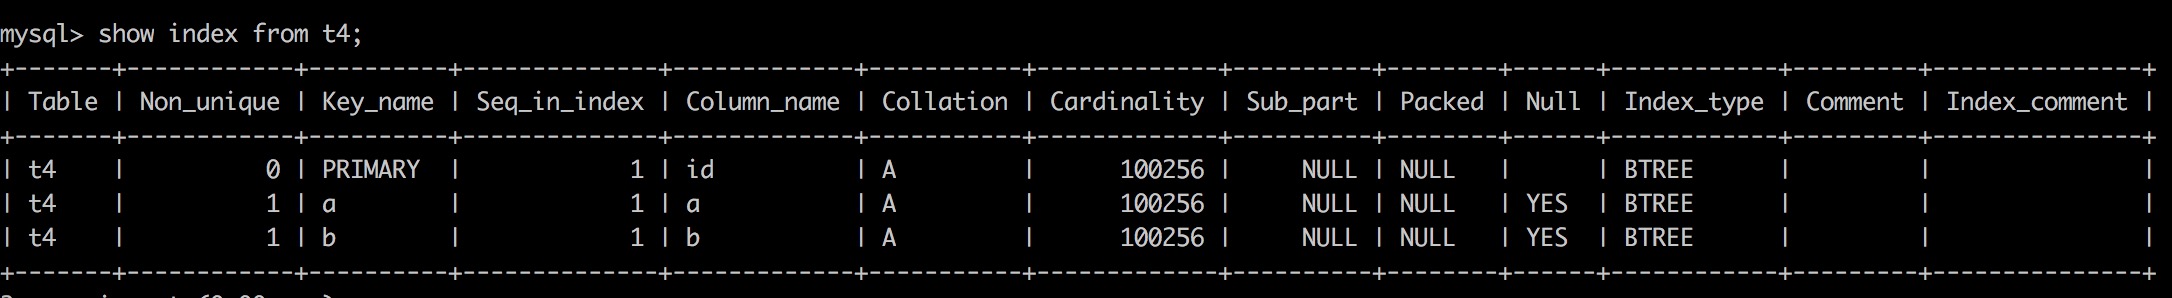 mysql> show index from t4;
+-------+------------+----------+--------------+-------------+-----------+-------------+----------+--------+------+------------+---------+---------------+
| Table | Non_unique | Key_name | Seq_in_index | Column_name | Collation | Cardinality | Sub_part | Packed | Null | Index_type | Comment | Index_comment |
+-------+------------+----------+--------------+-------------+-----------+-------------+----------+--------+------+------------+---------+---------------+
| t4    |          0 | PRIMARY  |            1 | id          | A         |      100256 |     NULL | NULL   |      | BTREE      |         |               |
| t4    |          1 | a        |            1 | a           | A         |      100256 |     NULL | NULL   | YES  | BTREE      |         |               |
| t4    |          1 | b        |            1 | b           | A         |      100256 |     NULL | NULL   | YES  | BTREE      |         |               |
+-------+------------+----------+--------------+-------------+-----------+-------------+----------+--------+------+------------+---------+---------------+